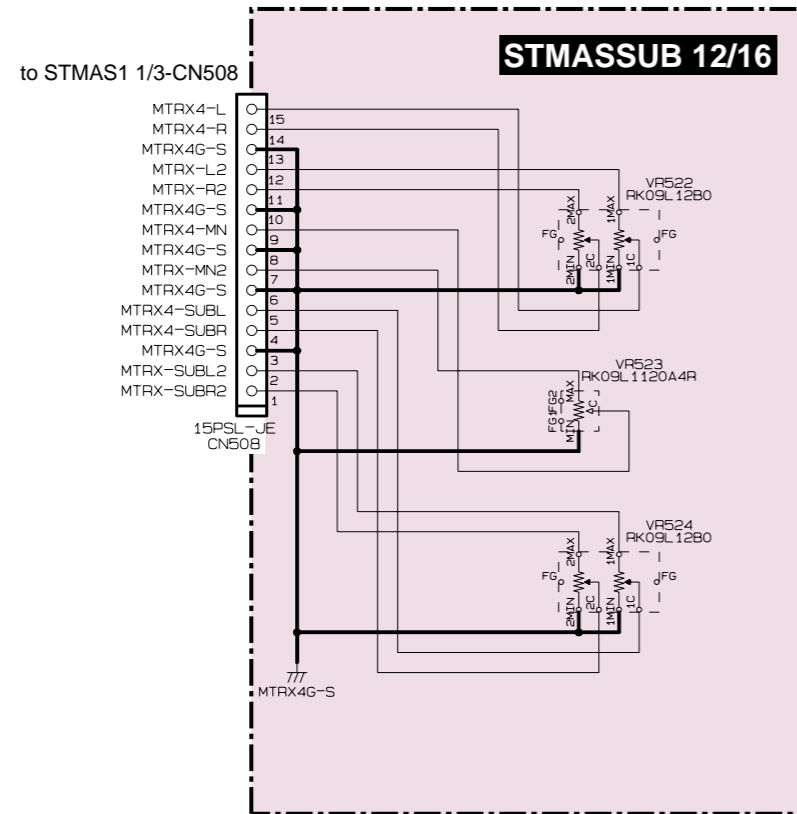 STMASSUB 12/16
to STMAS1 1/3-CN508
MTRX4-L
15
MTRX4-R
14
MTRX4G-S
13
MTRX-L2
12
MTRX-R2
11
MTRX4G-S
10
MTRX4-MN
9
MTRX4G-S
8
MTRX-MN2
7
MTRX4G-S
6
MTRX4-SUBL
5
MTRX4-SUBR
4
MTRX4G-S
3
MTRX-SUBL2
2
MTRX-SUBR2
1
15PSL-JE
CN508
VR522
RK09L12B0
2MAX
1MAX
FG
FG
2MIN
2C
1MIN
1C
VR523
RK09L1120A4R
MAX
FG2
FG1
AC
MIN
VR524
RK09L12B0
2MAX
1MAX
FG
FG
2MIN
2C
1MIN
1C
MTRX4G-S